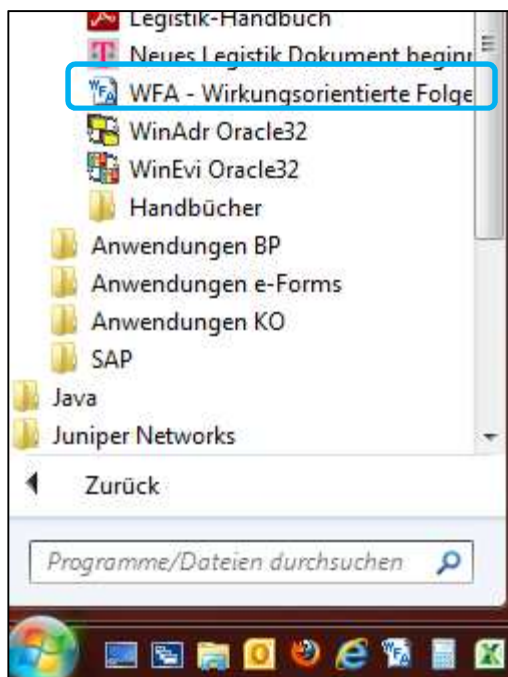 Legistik-Handbuch
Neues Legistik Dokument beginn
WFA - Wirkungsorientierte Folge
WinAdr Oracle32
WinEvi Oracle32
Handbücher
Anwendungen BP
Anwendungen e-Forms
Anwendungen KO
SAP
Java
Juniper Networks
Zurück
Programme/Dateien durchsuchen